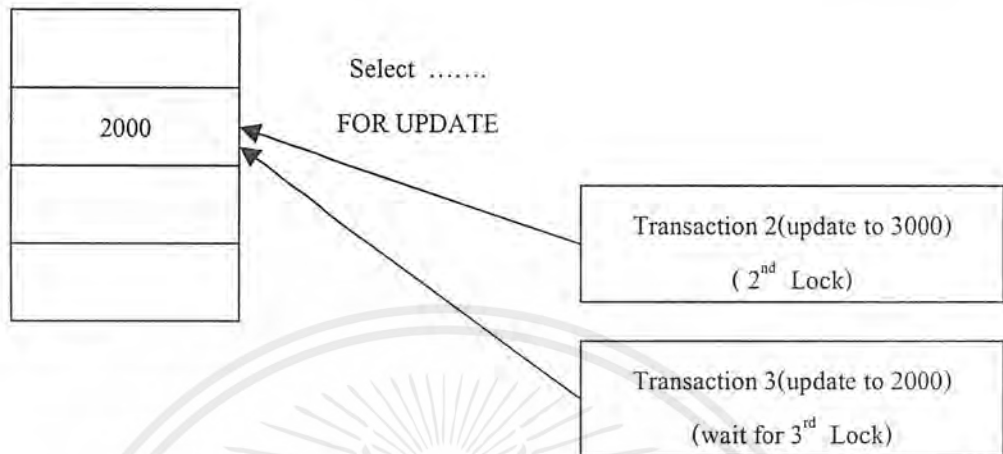 Select …….
2000
FOR UPDATE
Transaction 2(update to 3000)
( 2nd Lock)
Transaction 3(update to 2000)
(wait for 3rd Lock)